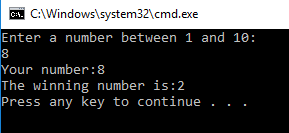 C:\Windows\system32\cmd.exe
Enter a number between 1 and 10:
8
Your number:8
The winning number is:2
Press any key to continue . . .